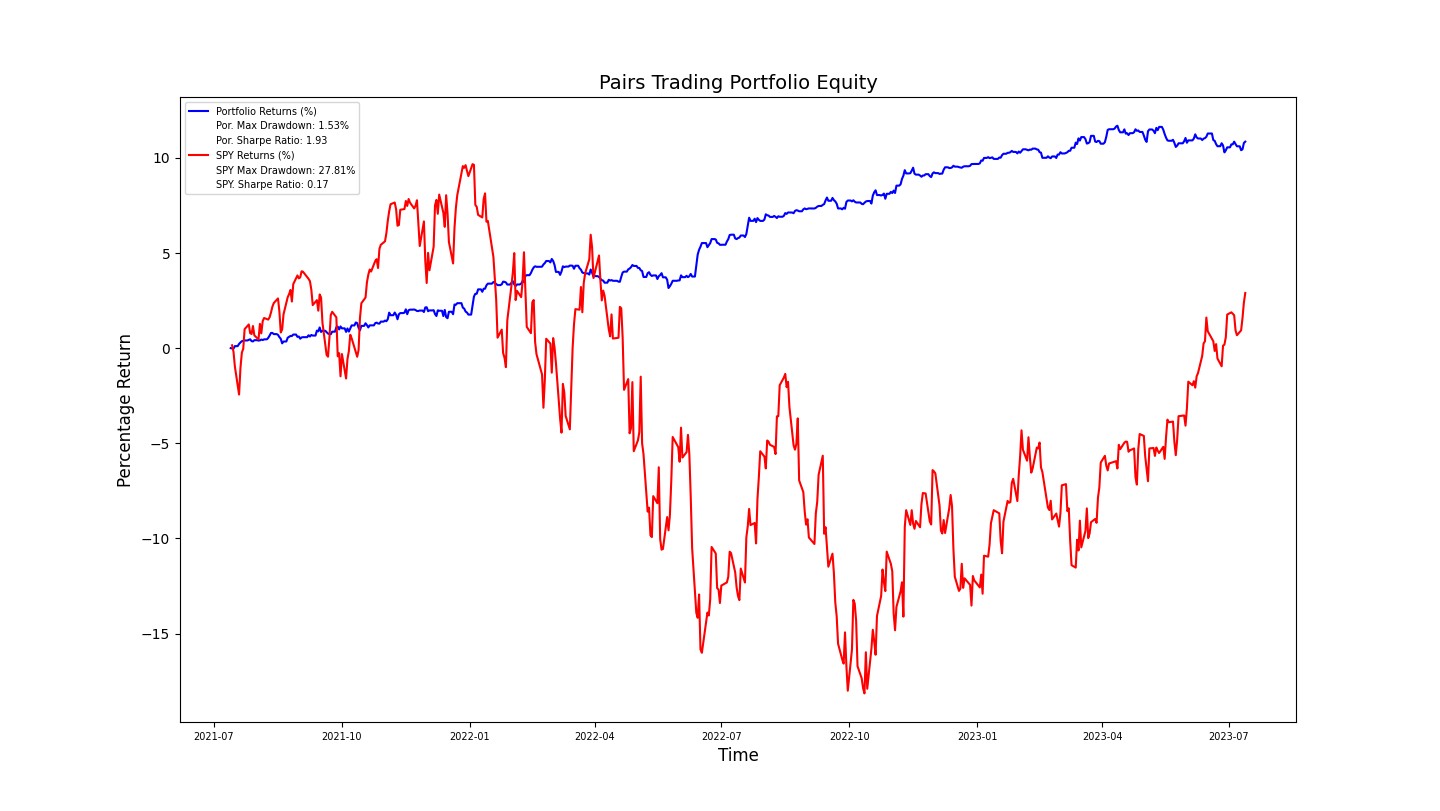 Pairs Trading Portfolio Equity
Portfolio Returns (%)
Por. Max Drawdown: 1.53%
Por. Sharpe Ratio: 1.93
SPY Returns (%)
SPY Max Drawdown: 27.81%
SPY. Sharpe Ratio: 0.17
Percentage Return
10
5
0
−5
−10
−15
2021-07
2021-10
2022-01
2022-04
2022-07
2022-10
2023-01
2023-04
2023-07
Time